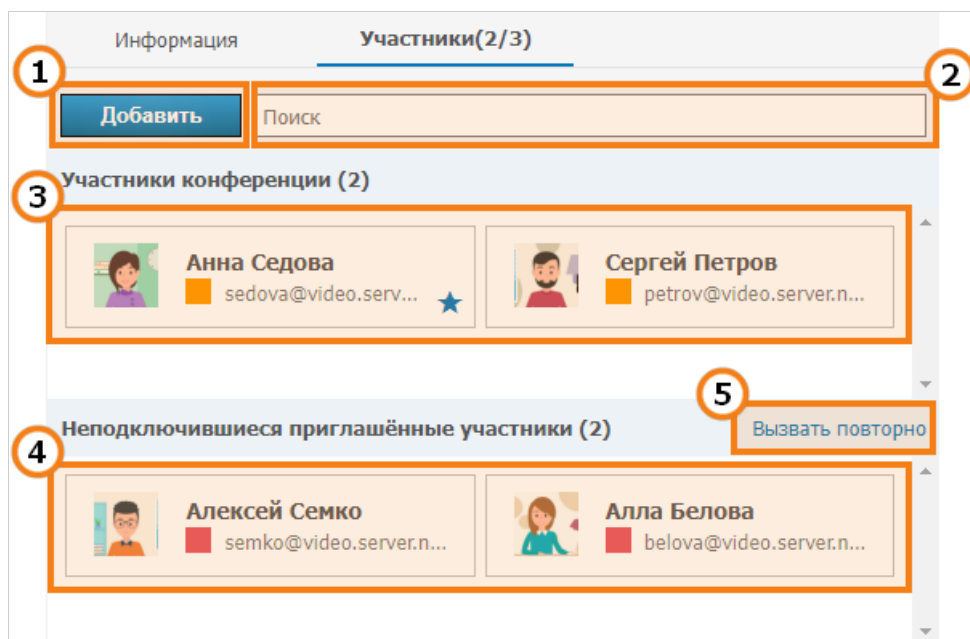 Информация Участники(2/3)
1 2
Добавить Поиск
Участники конференции (2)
3
Анна Седова Сергей Петров
sedova@video.serv... petrov@video.server.n...
5
Неподключившиеся приглашённые участники (2) Вызвать повторно
4
Алексей Семко Алла Белова
semko@video.server.n... belova@video.server.n...